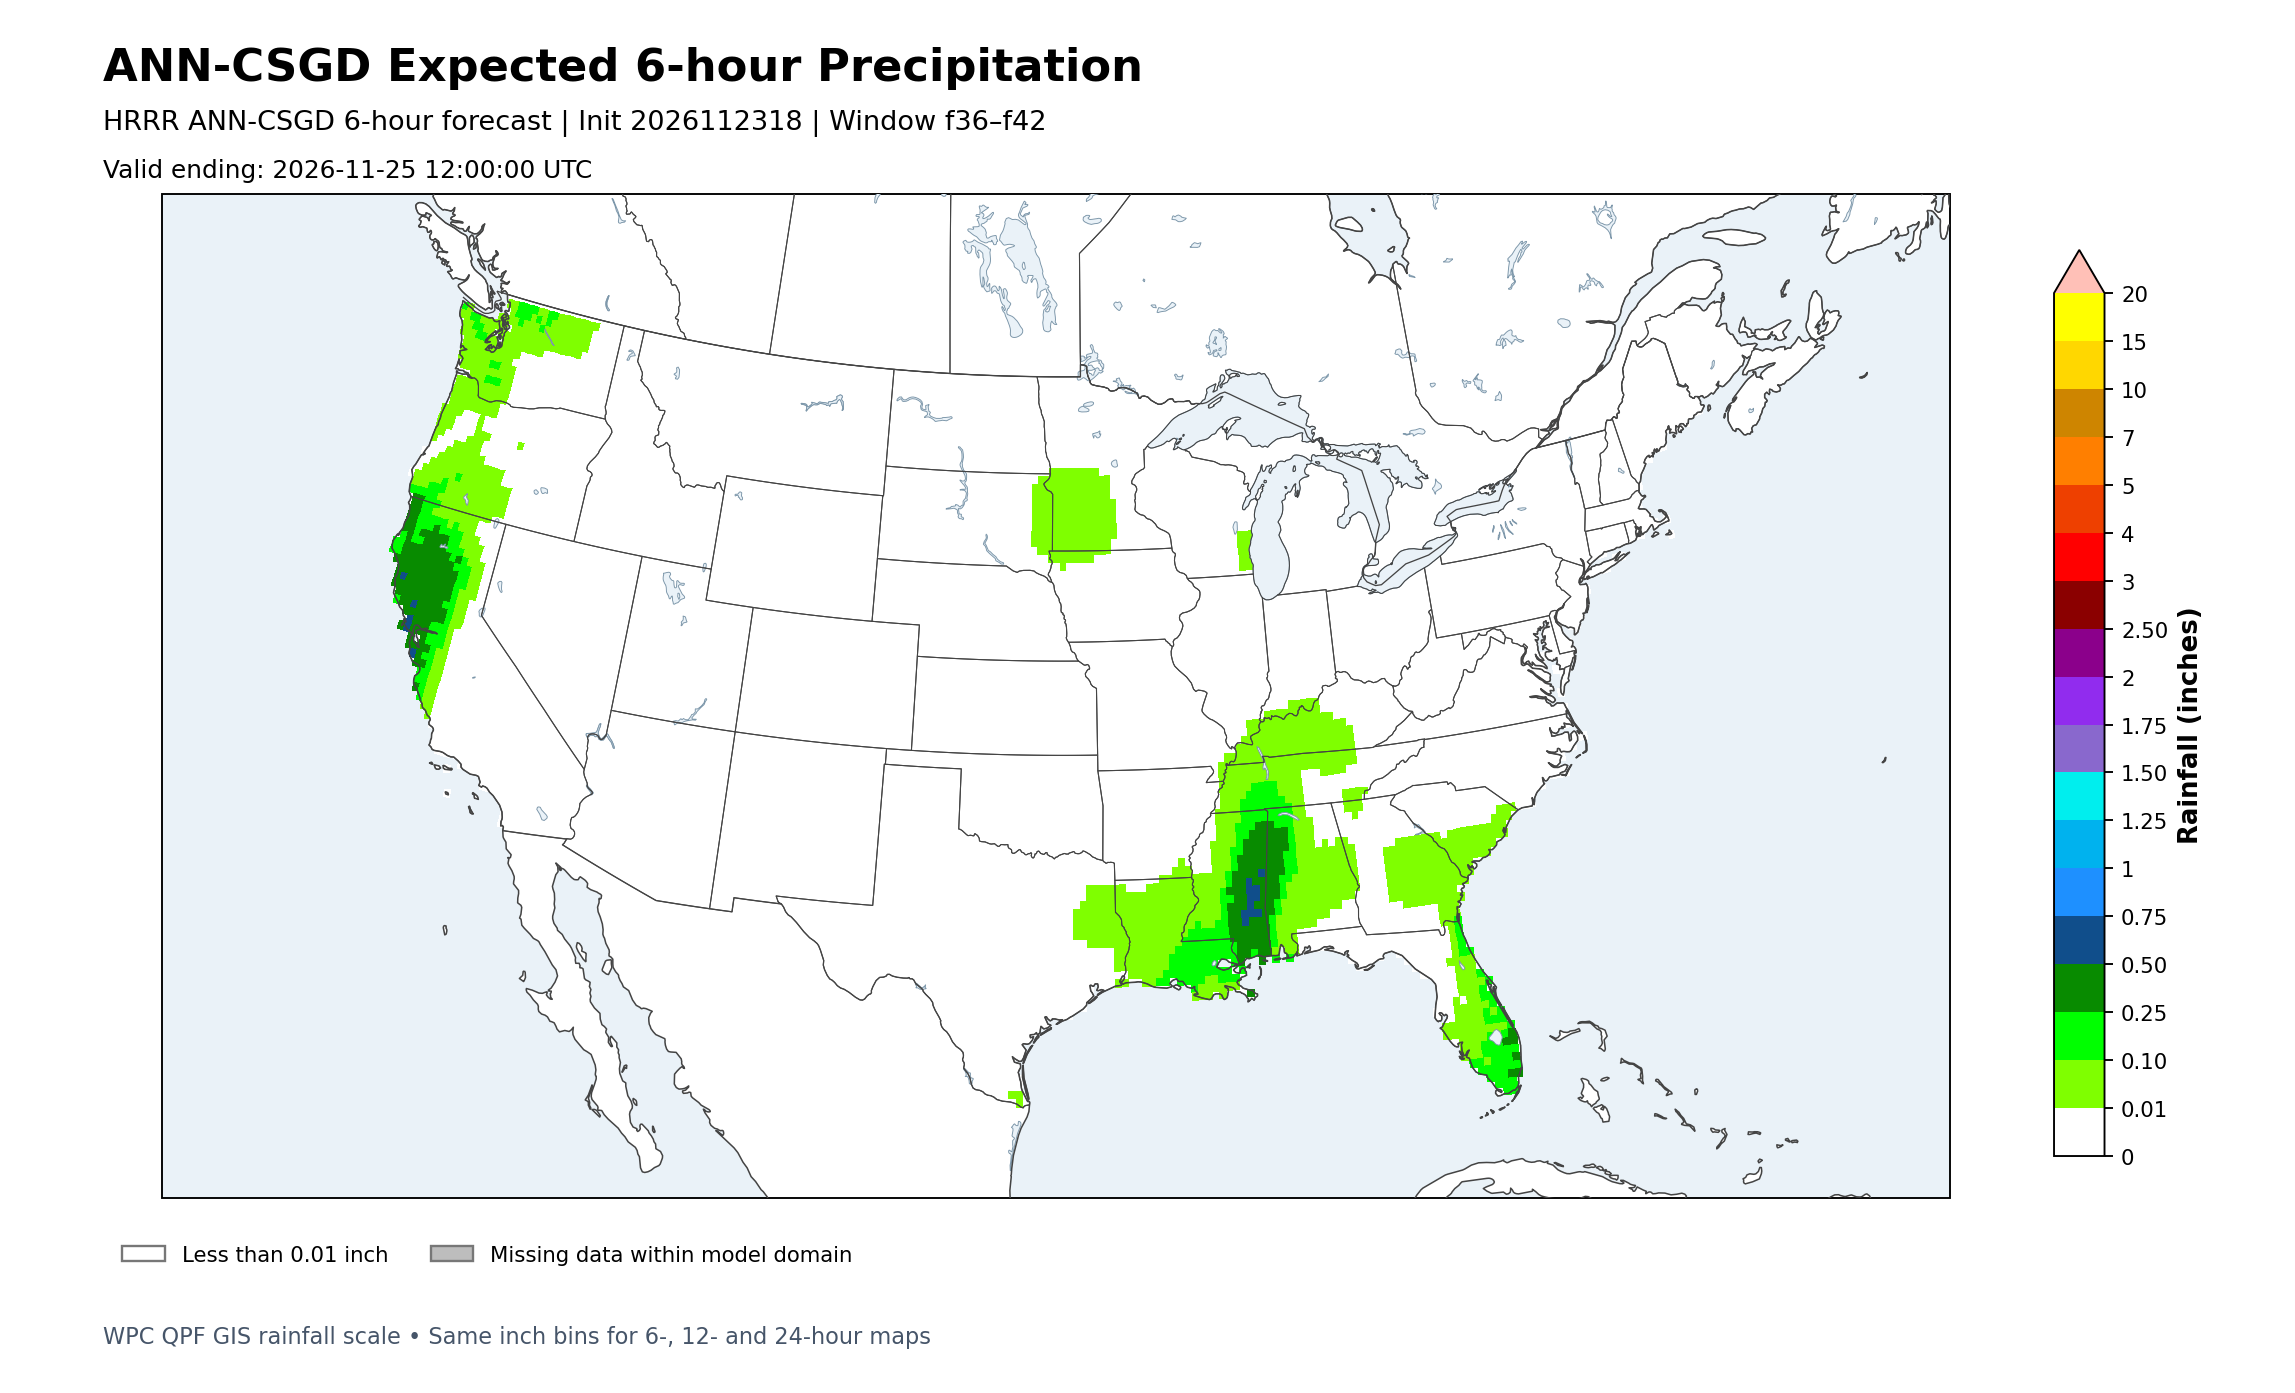 ANN-CSGD Expected 6-hour Precipitation
HRRR ANN-CSGD 6-hour forecast | Init 2026112318 | Window f36–f42
Valid ending: 2026-11-25 12:00:00 UTC
20
15
10
7
5
4
3
2.50
2
1.75
1.50
1.25
1
0.75
0.50
0.25
0.10
0.01
0
Rainfall (inches)
Less than 0.01 inch
Missing data within model domain
WPC QPF GIS rainfall scale • Same inch bins for 6-, 12- and 24-hour maps